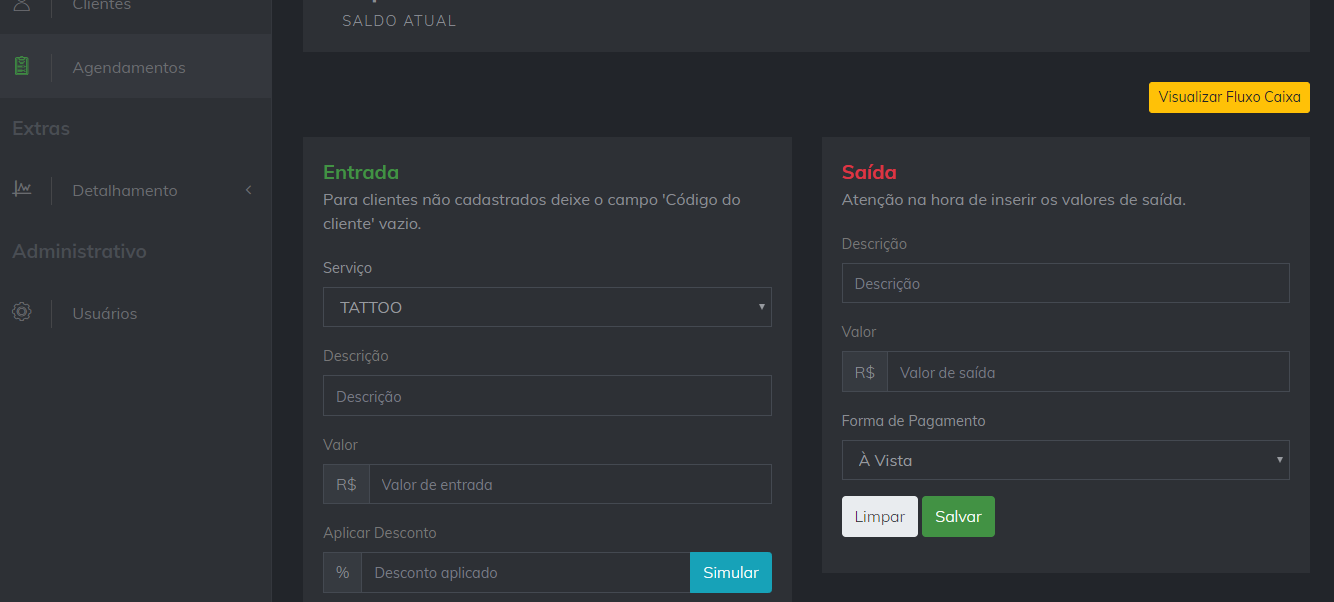 Clientes
Agendamentos
Extras
Detalhamento
Administrativo
Usuários
SALDO ATUAL
Visualizar Fluxo Caixa
Entrada
Para clientes não cadastrados deixe o campo 'Código do
cliente' vazio.
Serviço
TATTOO
Descrição
Descrição
Valor
R$ Valor de entrada
Aplicar Desconto
% Desconto aplicado Simular
Saída
Atenção na hora de inserir os valores de saída.
Descrição
Descrição
Valor
R$ Valor de saída
Forma de Pagamento
À Vista
Limpar Salvar